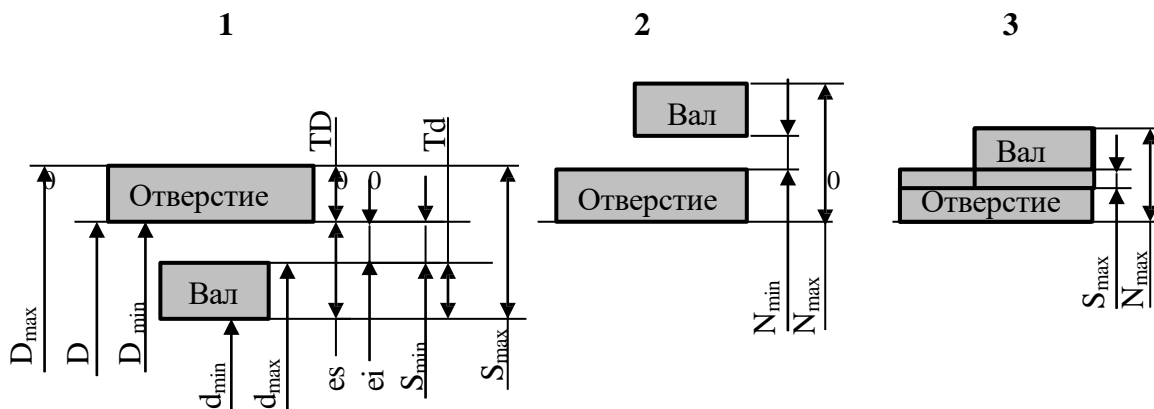 1
2
3
TD
Td
Вал
0
0
0
Отверстие
Вал
D_max
D
D_min
d_min
d_max
es
ei
S_min
S_max
0
Отверстие
N_min
N_max
Вал
Отверстие
S_max
N_max